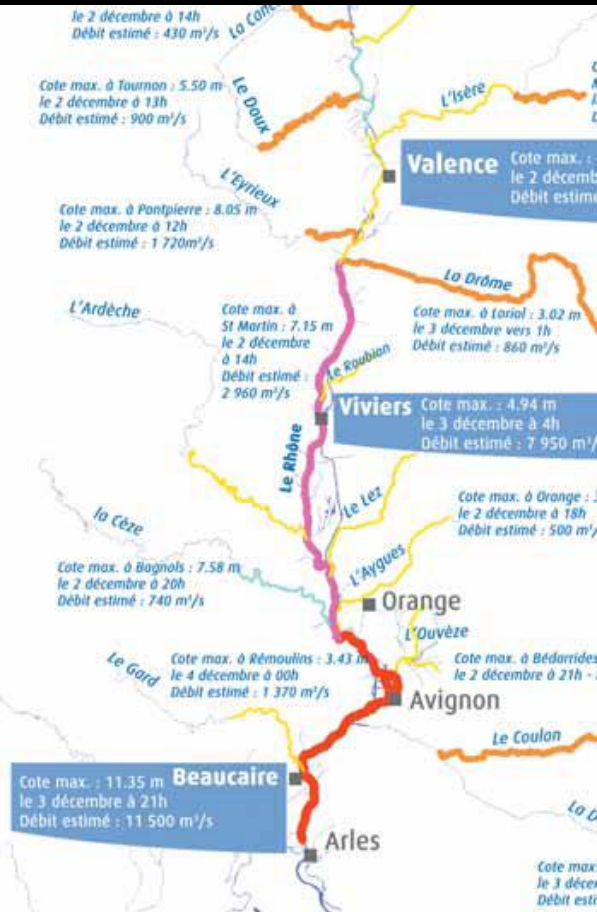 le 2 décembre à 14h
Débit estimé : 430 m³/s
La Canc
Cote max. à Tournon : 5.50 m
le 2 décembre à 13h
Débit estimé : 900 m³/s
Le Doux
L'Isère
Valence
Cote max. :
le 2 décemb
Débit estimé
L'Eyrieux
Cote max. à Pontpierre : 8.05 m
le 2 décembre à 12h
Débit estimé : 1 720m³/s
La Drôme
L'Ardèche
Cote max. à
St Martin : 7.15 m
le 2 décembre
à 14h
Débit estimé :
2 960 m³/s
Cote max. à Loriol : 3.02 m
le 3 décembre vers 1h
Débit estimé : 860 m³/s
Le Roubion
Viviers
Cote max. : 4.94 m
le 3 décembre à 4h
Débit estimé : 7 950 m³/
Le Rhône
Le Lez
Cote max. à Orange : 3
le 2 décembre à 18h
Débit estimé : 500 m³/
la Cèze
Cote max. à Bagnols : 7.58 m
le 2 décembre à 20h
Débit estimé : 740 m³/s
L'Aygues
Orange
L'Ouvèze
Le Gard
Cote max. à Rémoulins : 3.43 m
le 4 décembre à 00h
Débit estimé : 1 370 m³/s
Cote max. à Bédarrides
le 2 décembre à 21h -
Avignon
Le Coulon
Cote max. : 11.35 m
le 3 décembre à 21h
Débit estimé : 11 500 m³/s
Beaucaire
La D
Arles
Cote max.
le 3 décem
Débit esti